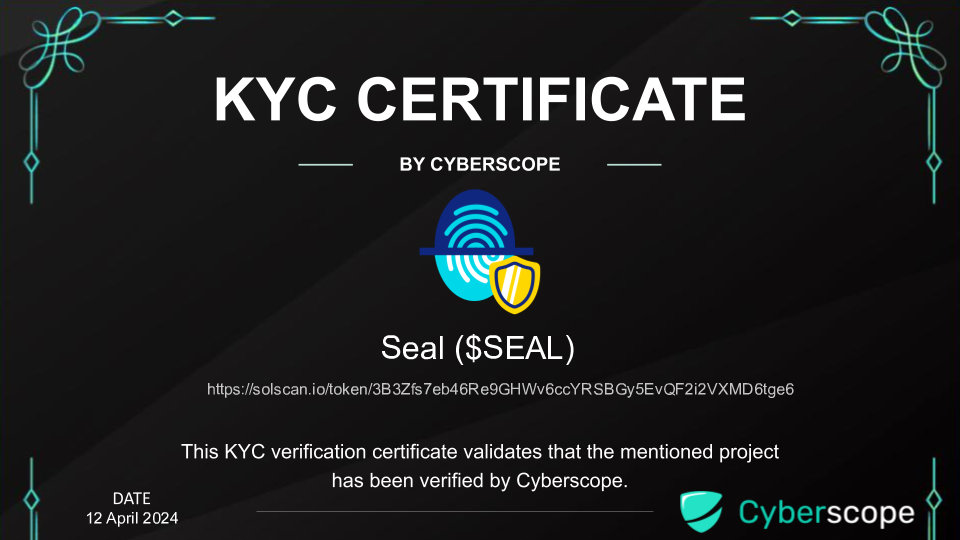 KYC CERTIFICATE
BY CYBERSCOPE
Seal ($SEAL)
https://solscan.io/token/3B3Zfs7eb46Re9GHWv6ccYRSBGy5EvQF2i2VXMD6tge6
This KYC verification certificate validates that the mentioned project
has been verified by Cyberscope.
DATE
12 April 2024
Cyberscope